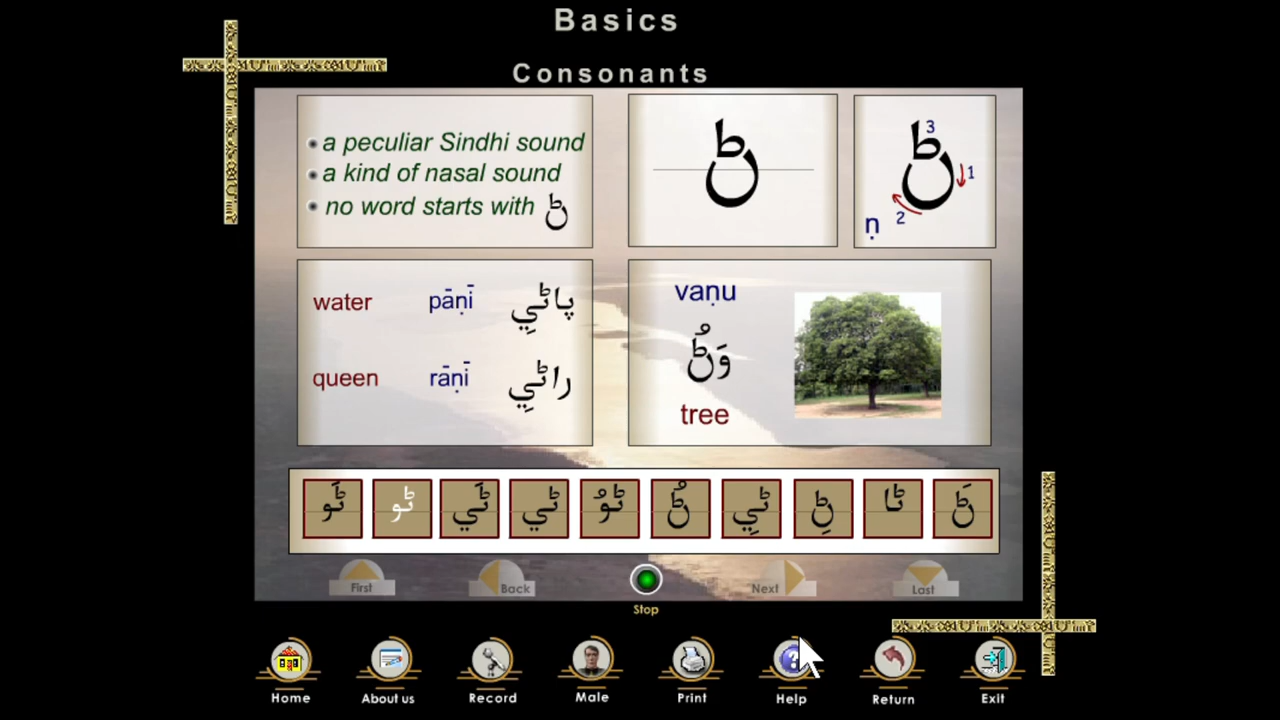 Basics
Consonants
• a peculiar Sindhi sound
• a kind of nasal sound
• no word starts with ڻ
ڻ
ڻ
3
1
2
ṇ
water pāṇī پاڻِي
queen rāṇī راڻِي
vaṇu
وَڻُ
tree
ڻَو ڻو ڻَي ڻي ڻوُ ڻُ ڻِي ڻِ ڻا ڻَ
First Back Next Last
Stop
Home About us Record Male Print Help Return Exit